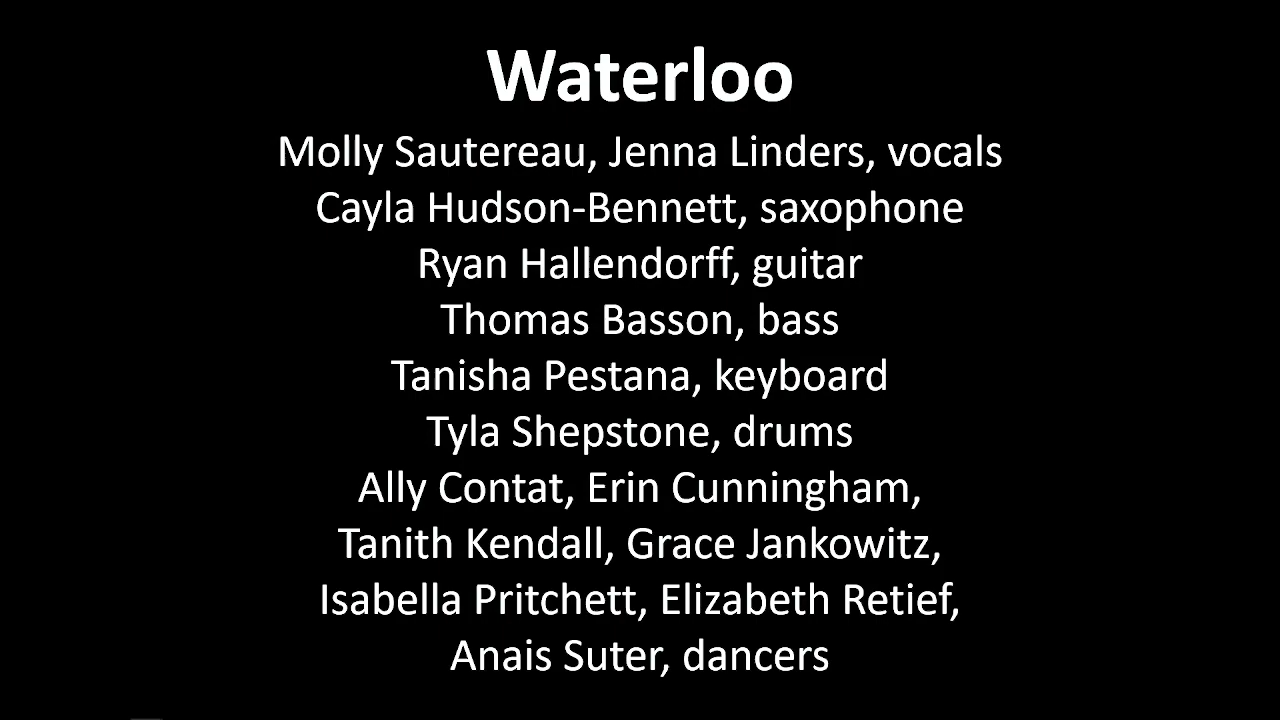 Waterloo
Molly Sautereau, Jenna Linders, vocals
Cayla Hudson-Bennett, saxophone
Ryan Hallendorff, guitar
Thomas Basson, bass
Tanisha Pestana, keyboard
Tyla Shepstone, drums
Ally Contat, Erin Cunningham,
Tanith Kendall, Grace Jankowitz,
Isabella Pritchett, Elizabeth Retief,
Anais Suter, dancers